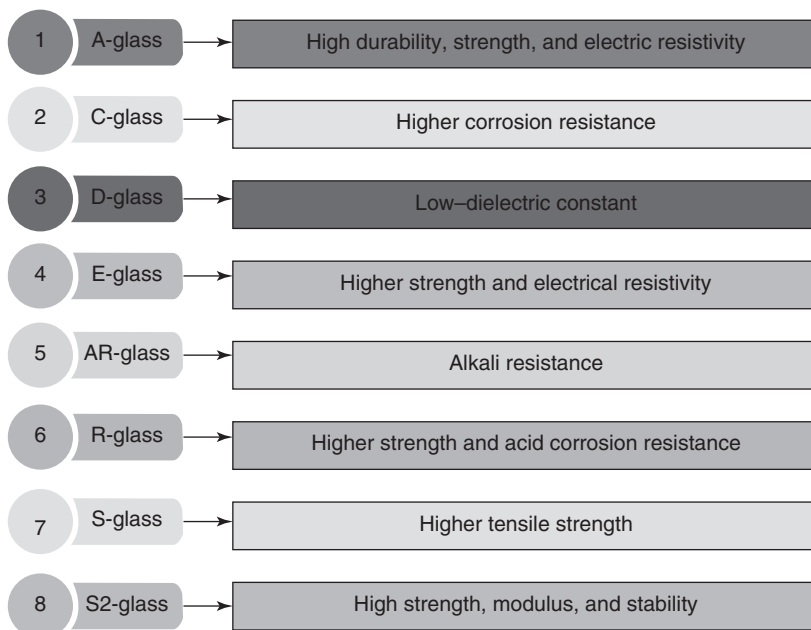 1 A-glass High durability, strength, and electric resistivity
2 C-glass Higher corrosion resistance
3 D-glass Low–dielectric constant
4 E-glass Higher strength and electrical resistivity
5 AR-glass Alkali resistance
6 R-glass Higher strength and acid corrosion resistance
7 S-glass Higher tensile strength
8 S2-glass High strength, modulus, and stability